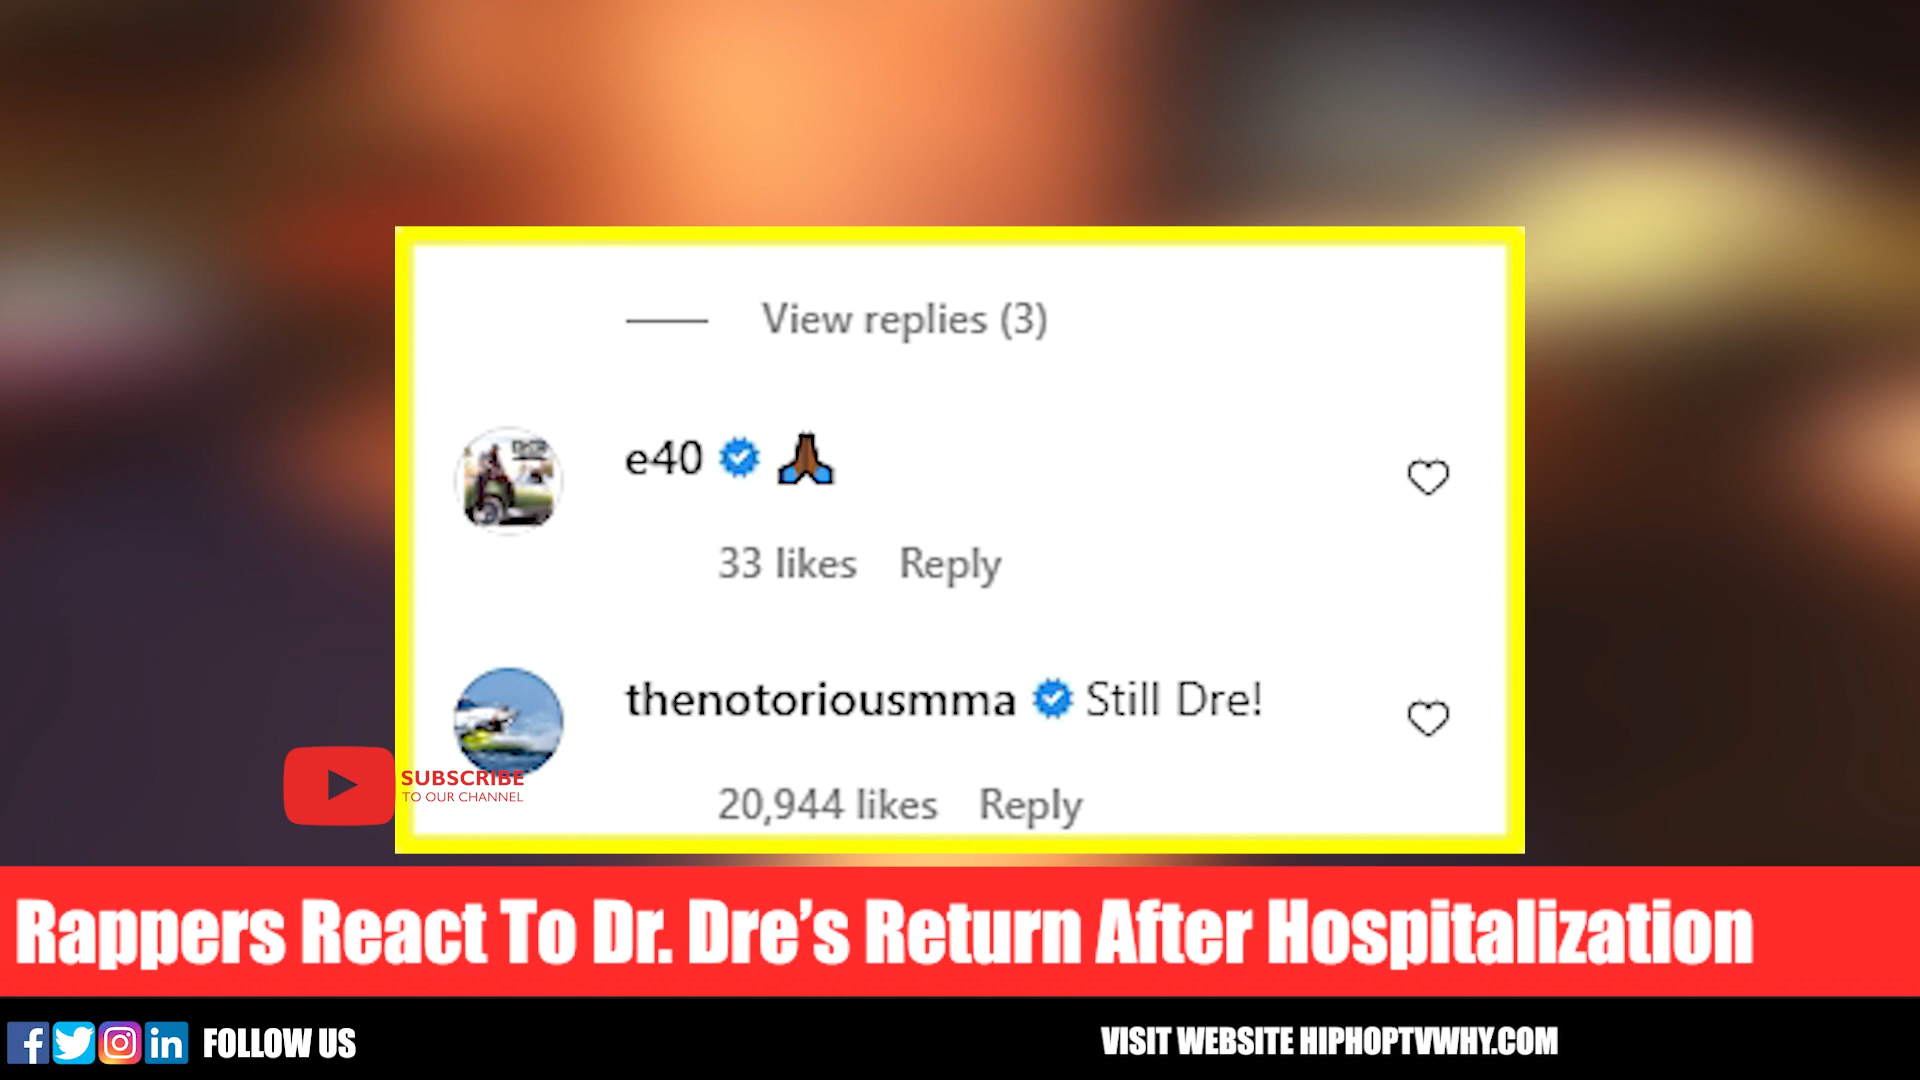 View replies (3)
e40 🙏🏾
33 likes Reply
thenotoriousmma Still Dre!
20,944 likes Reply
SUBSCRIBE
TO OUR CHANNEL
Rappers React To Dr. Dre’s Return After Hospitalization
FOLLOW US
VISIT WEBSITE HIPHOPTVWHY.COM